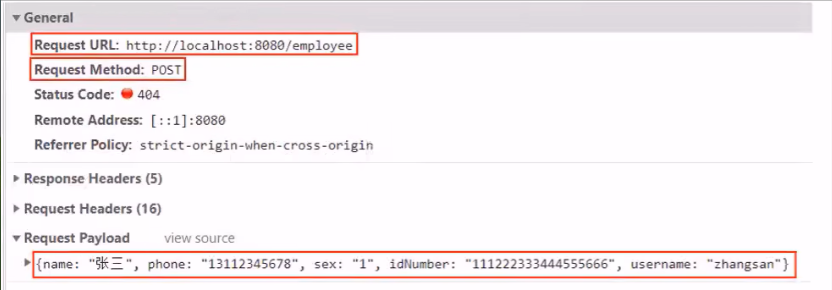 General
Request URL: http://localhost:8080/employee
Request Method: POST
Status Code: 404
Remote Address: [::1]:8080
Referrer Policy: strict-origin-when-cross-origin
Response Headers (5)
Request Headers (16)
Request Payload view source
{name: "张三", phone: "13112345678", sex: "1", idNumber: "111222333444555666", username: "zhangsan"}